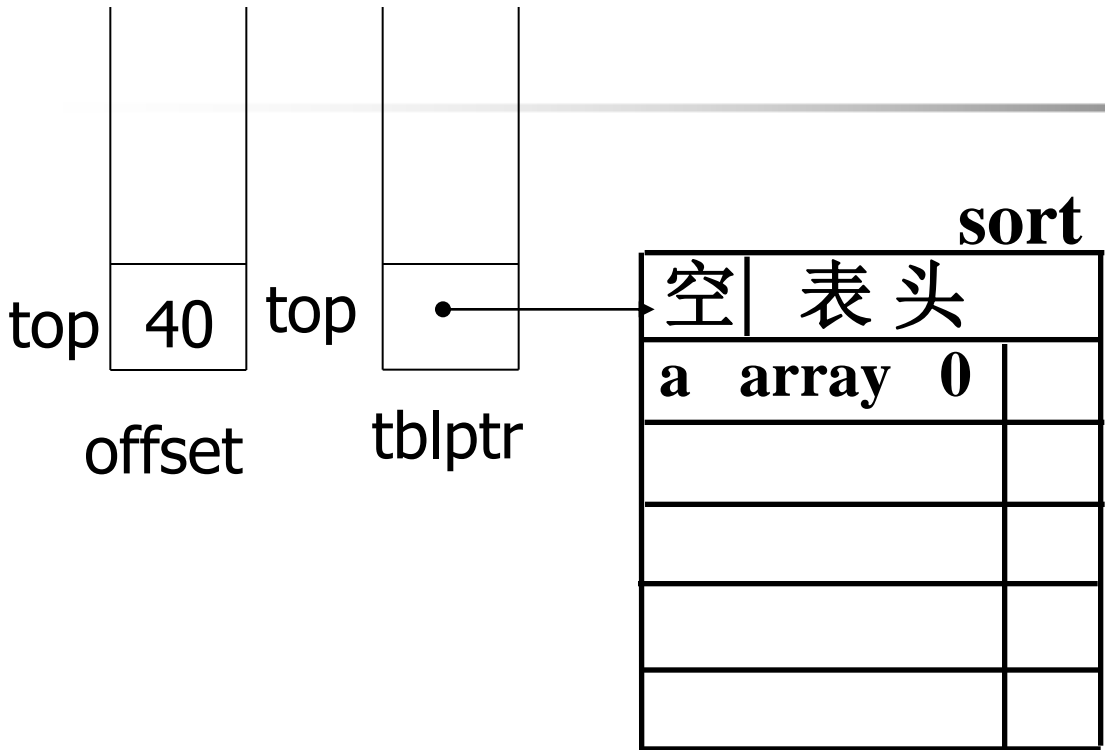 sort
空 表 头
top 40 top
a array 0
offset tblptr